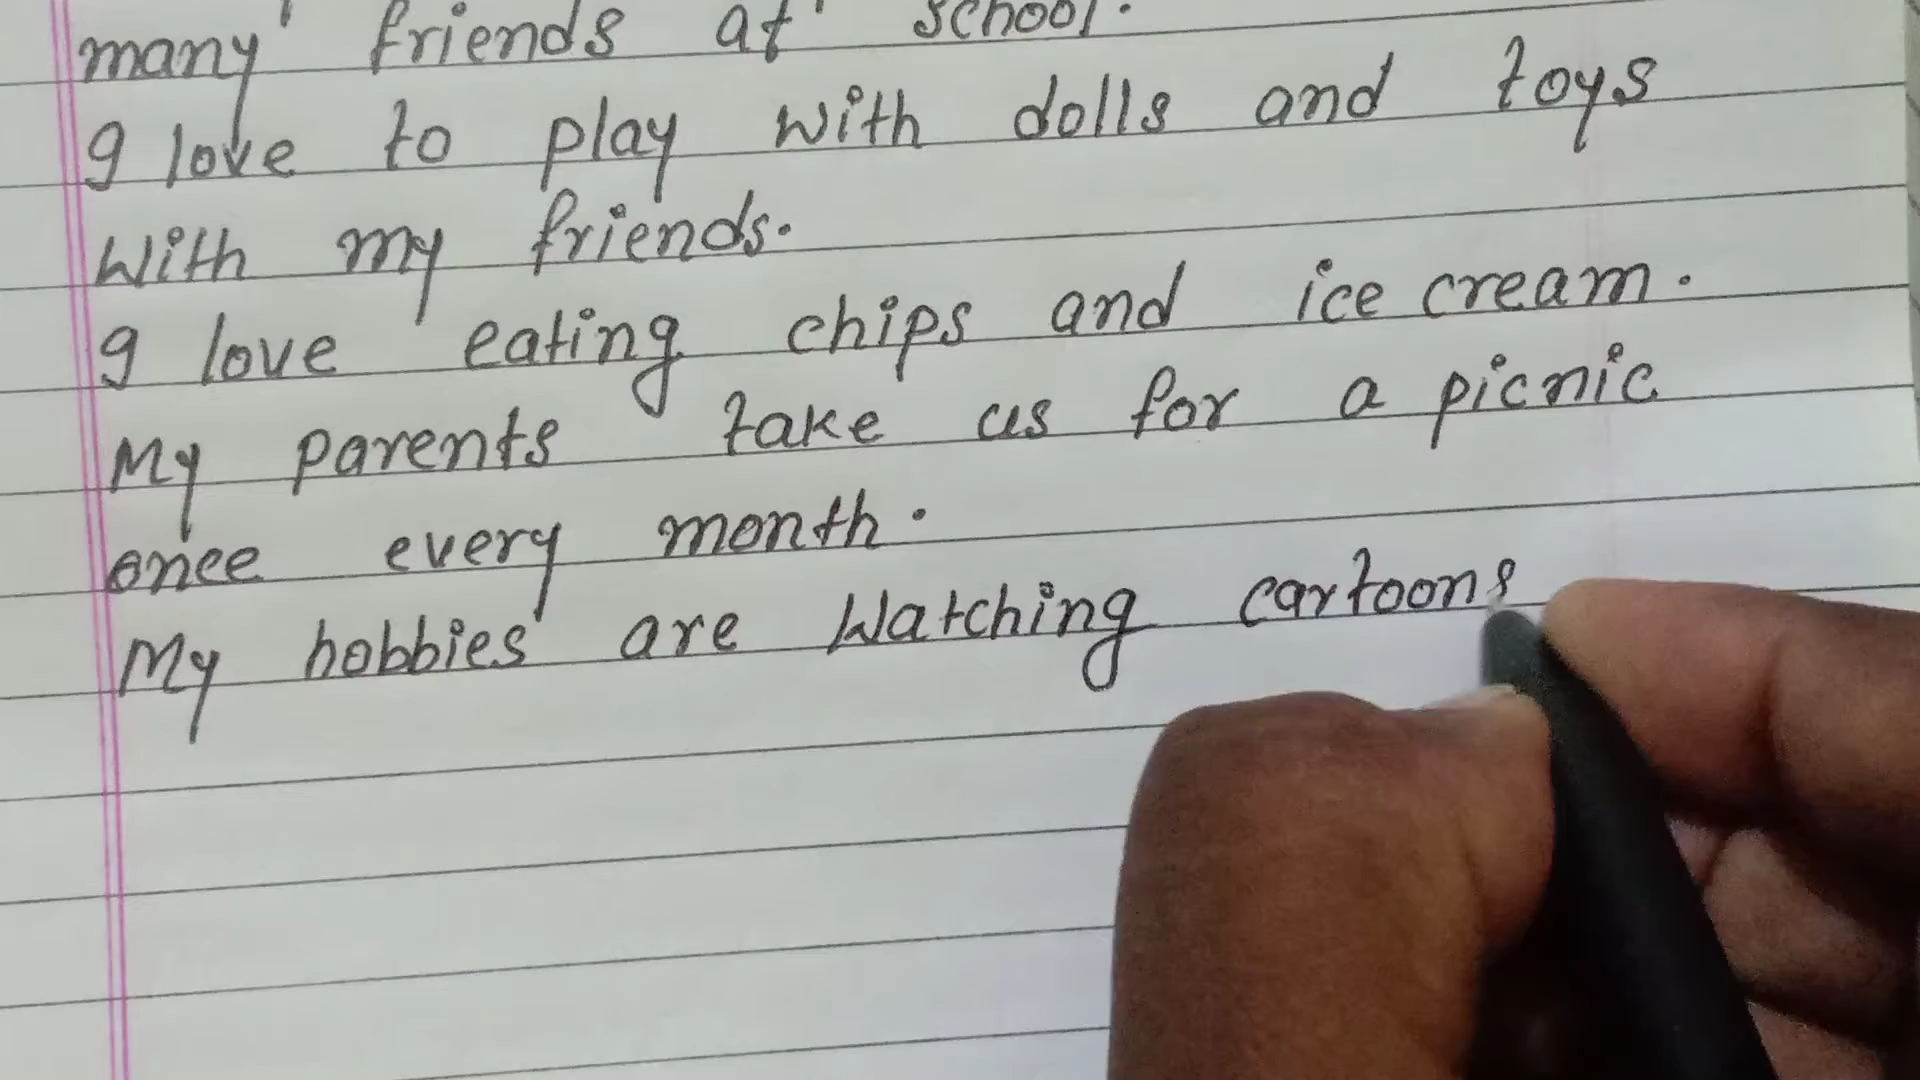 many friends at school.
I love to play with dolls and toys
With my friends.
I love eating chips and ice cream.
My parents take us for a picnic
once every month.
My hobbies are Watching cartoons